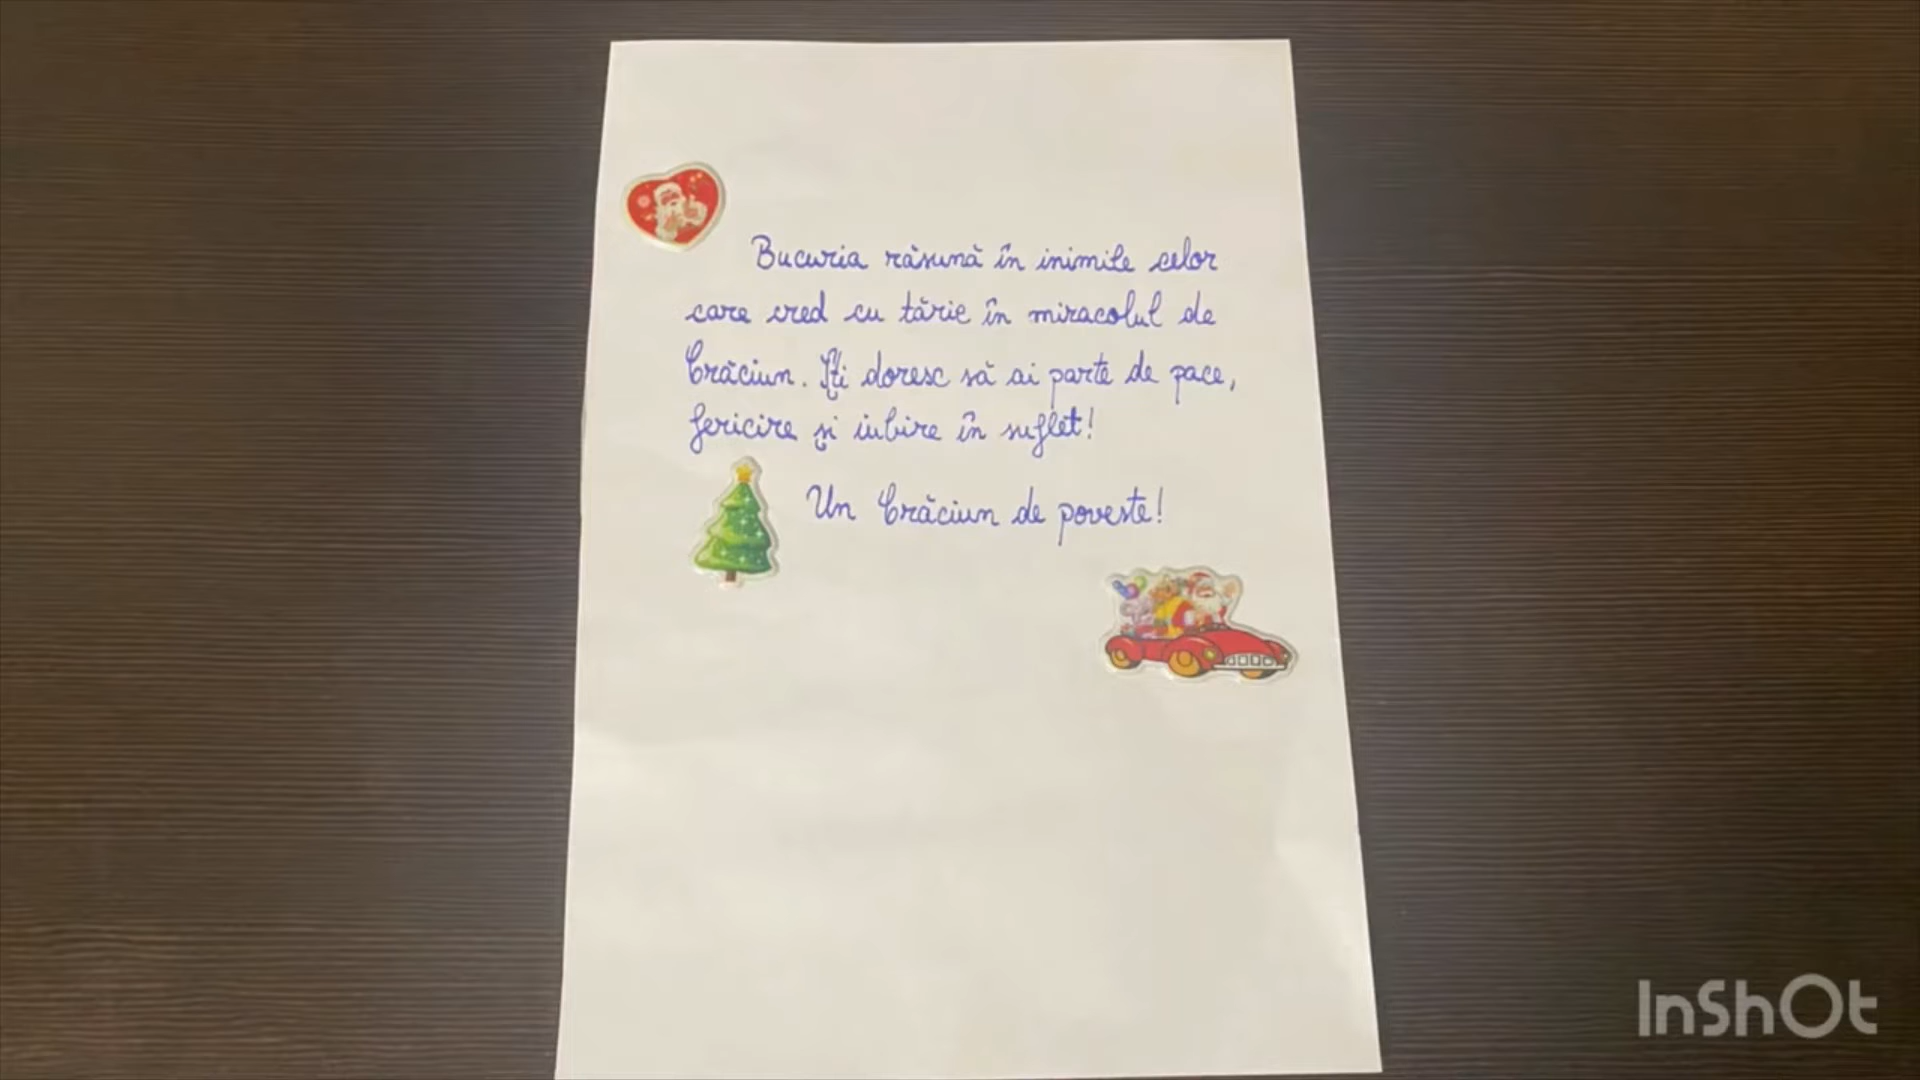 Bucuria răsună în inimile celor
care cred cu tărie în miracolul de
Crăciun. Îți doresc să ai parte de pace,
fericire și iubire în suflet!
Un Crăciun de poveste!
InShOt